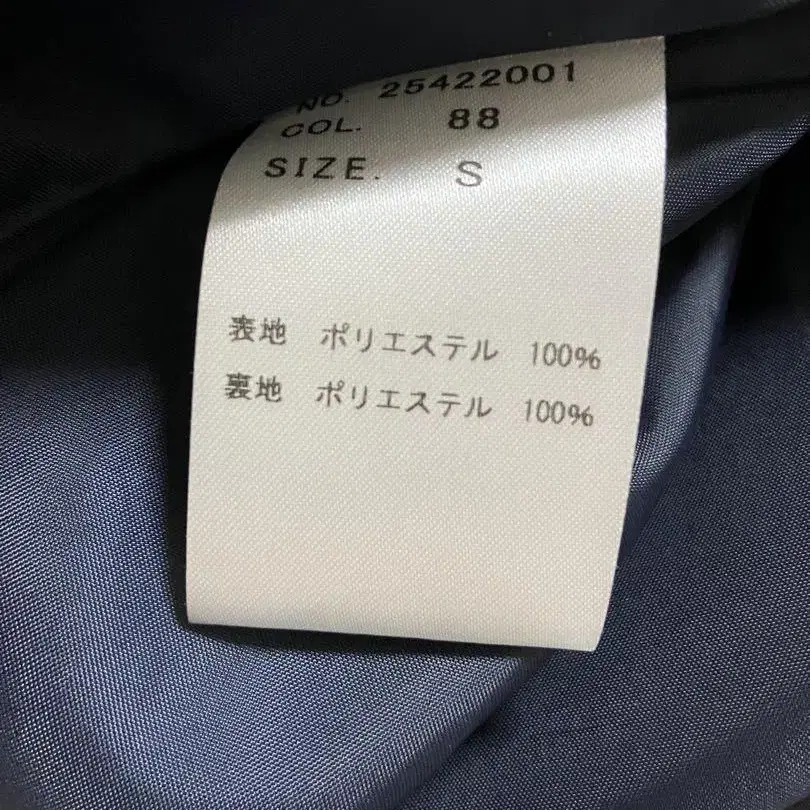 NO. 25422001
COL. 88
SIZE. S
表地 ポリエステル 100%
裏地 ポリエステル 100%